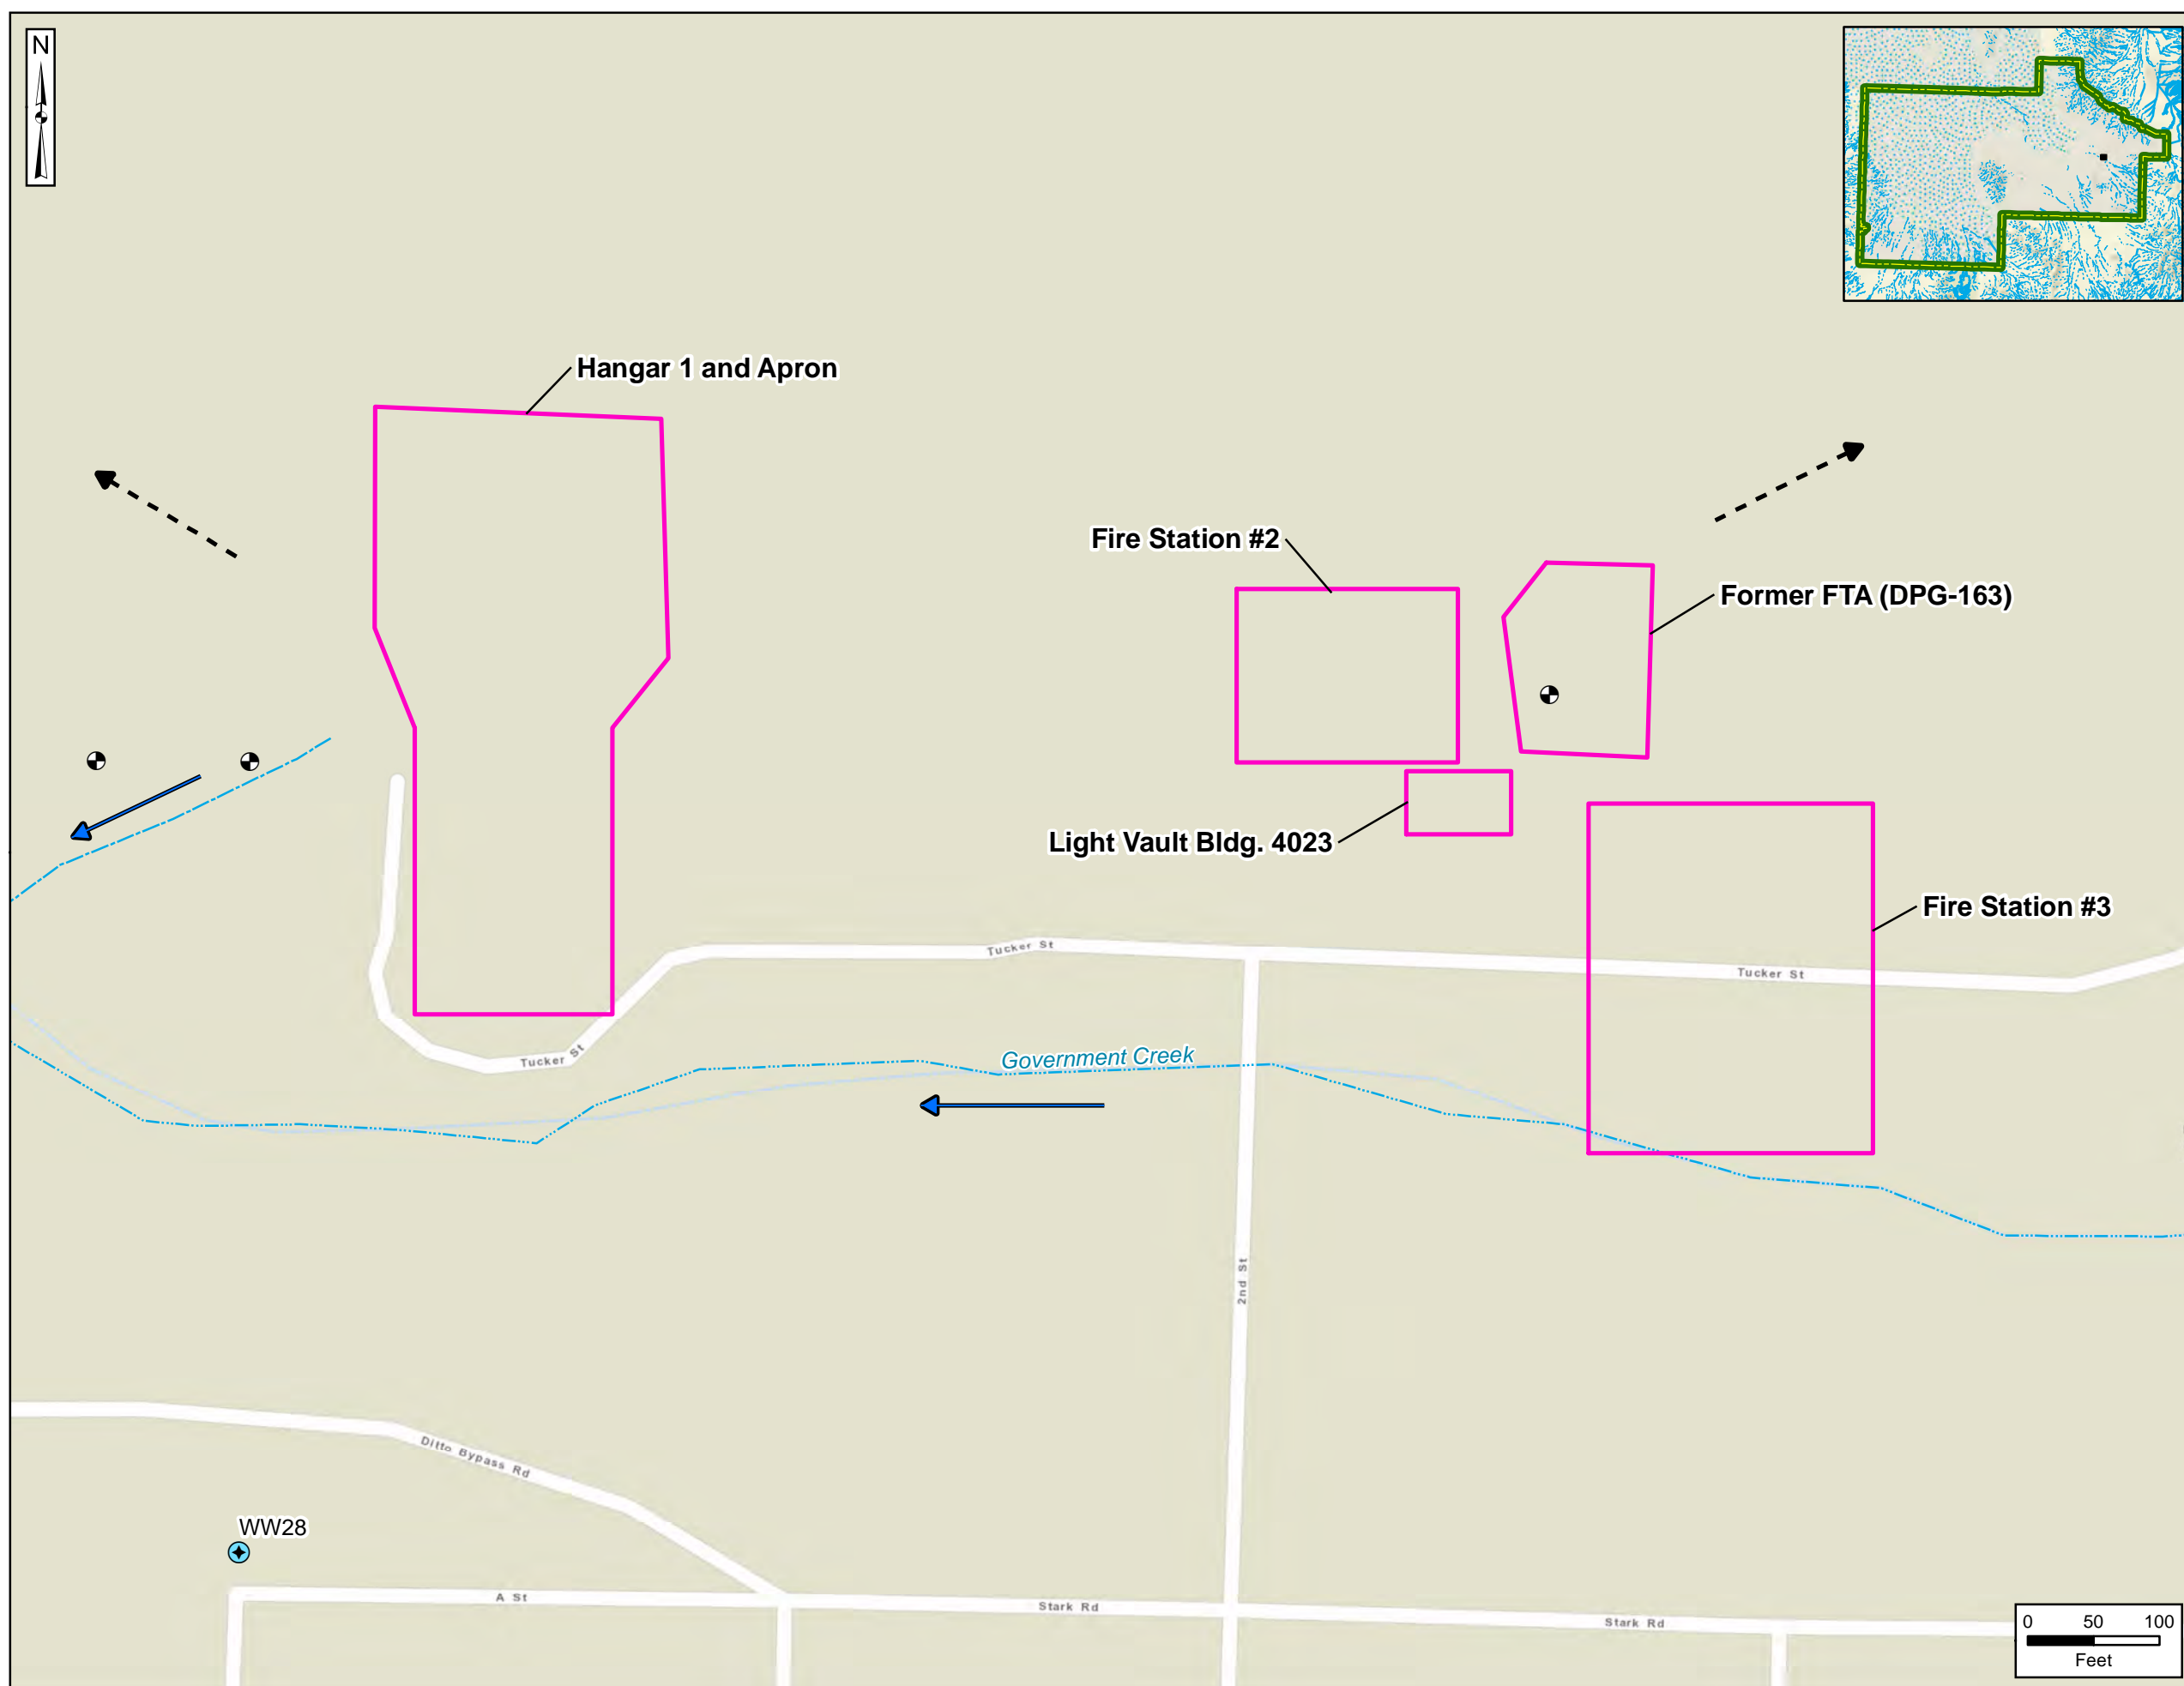 N
Hangar 1 and Apron
Fire Station #2
Former FTA (DPG-163)
Light Vault Bldg. 4023
Fire Station #3
Tucker St
Tucker St
Tucker St
Government Creek
2nd St
Ditto Bypass Rd
WW28
A St
Stark Rd
Stark Rd
0 50 100
Feet